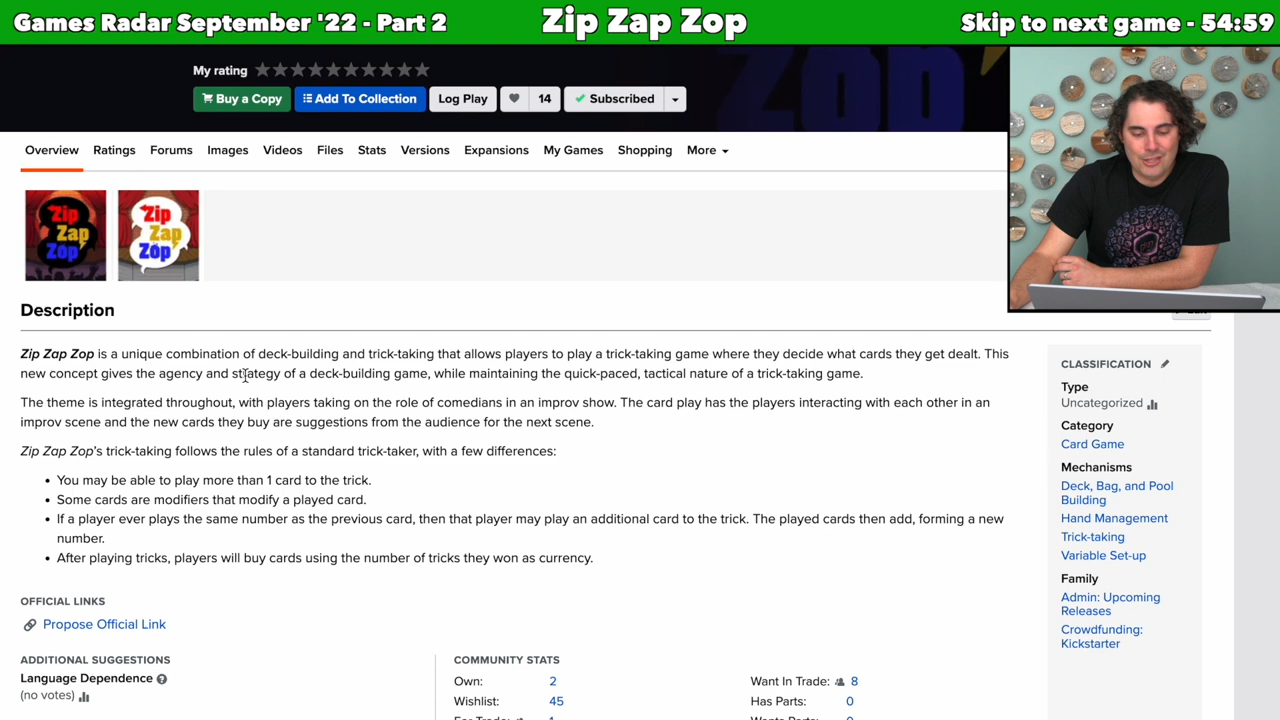 Games Radar September '22 - Part 2
Zip Zap Zop
Skip to next game - 54:59
My rating
Buy a Copy
Add To Collection
Log Play
14
Subscribed
Overview
Ratings
Forums
Images
Videos
Files
Stats
Versions
Expansions
My Games
Shopping
More
Zip
Zap
Zop
Zip
Zap
Zop
Description
Zip Zap Zop is a unique combination of deck-building and trick-taking that allows players to play a trick-taking game where they decide what cards they get dealt. This
new concept gives the agency and strategy of a deck-building game, while maintaining the quick-paced, tactical nature of a trick-taking game.
The theme is integrated throughout, with players taking on the role of comedians in an improv show. The card play has the players interacting with each other in an
improv scene and the new cards they buy are suggestions from the audience for the next scene.
Zip Zap Zop's trick-taking follows the rules of a standard trick-taker, with a few differences:
• You may be able to play more than 1 card to the trick.
• Some cards are modifiers that modify a played card.
• If a player ever plays the same number as the previous card, then that player may play an additional card to the trick. The played cards then add, forming a new
number.
• After playing tricks, players will buy cards using the number of tricks they won as currency.
OFFICIAL LINKS
Propose Official Link
ADDITIONAL SUGGESTIONS
Language Dependence
(no votes)
COMMUNITY STATS
Own: 2
Wishlist: 45
Want In Trade: 8
Has Parts: 0
CLASSIFICATION
Type
Uncategorized
Category
Card Game
Mechanisms
Deck, Bag, and Pool
Building
Hand Management
Trick-taking
Variable Set-up
Family
Admin: Upcoming
Releases
Crowdfunding:
Kickstarter